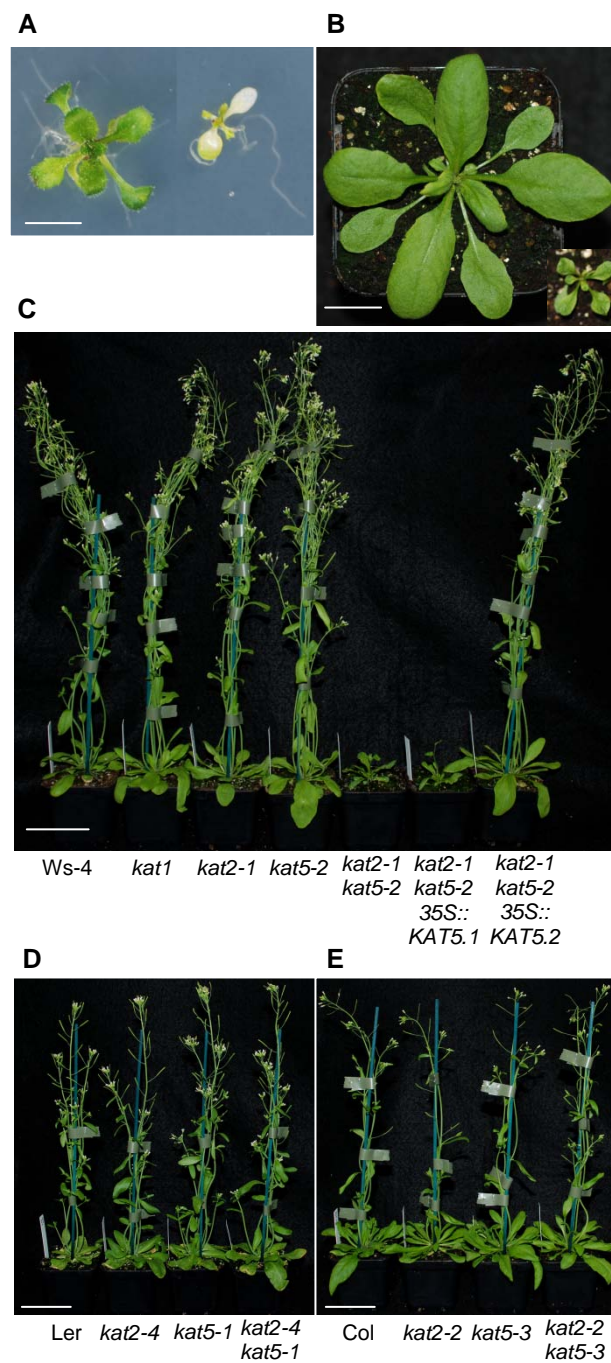 A
B
C
Ws-4 kat1 kat2-1 kat5-2 kat2-1 kat2-1 kat2-1
kat5-2 kat5-2 kat5-2
35S:: 35S::
KAT5.1 KAT5.2
D
E
Ler kat2-4 kat5-1 kat2-4
kat5-1
Col kat2-2 kat5-3 kat2-2
kat5-3